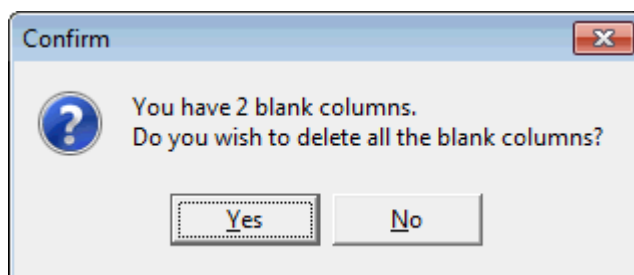 Confirm
You have 2 blank columns.
Do you wish to delete all the blank columns?
Yes No